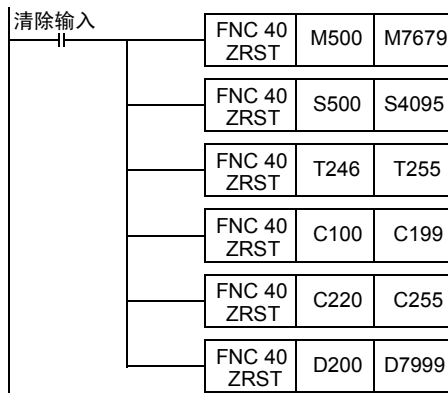 清除输入
FNC 40
ZRST M500 M7679
FNC 40
ZRST S500 S4095
FNC 40
ZRST T246 T255
FNC 40
ZRST C100 C199
FNC 40
ZRST C220 C255
FNC 40
ZRST D200 D7999